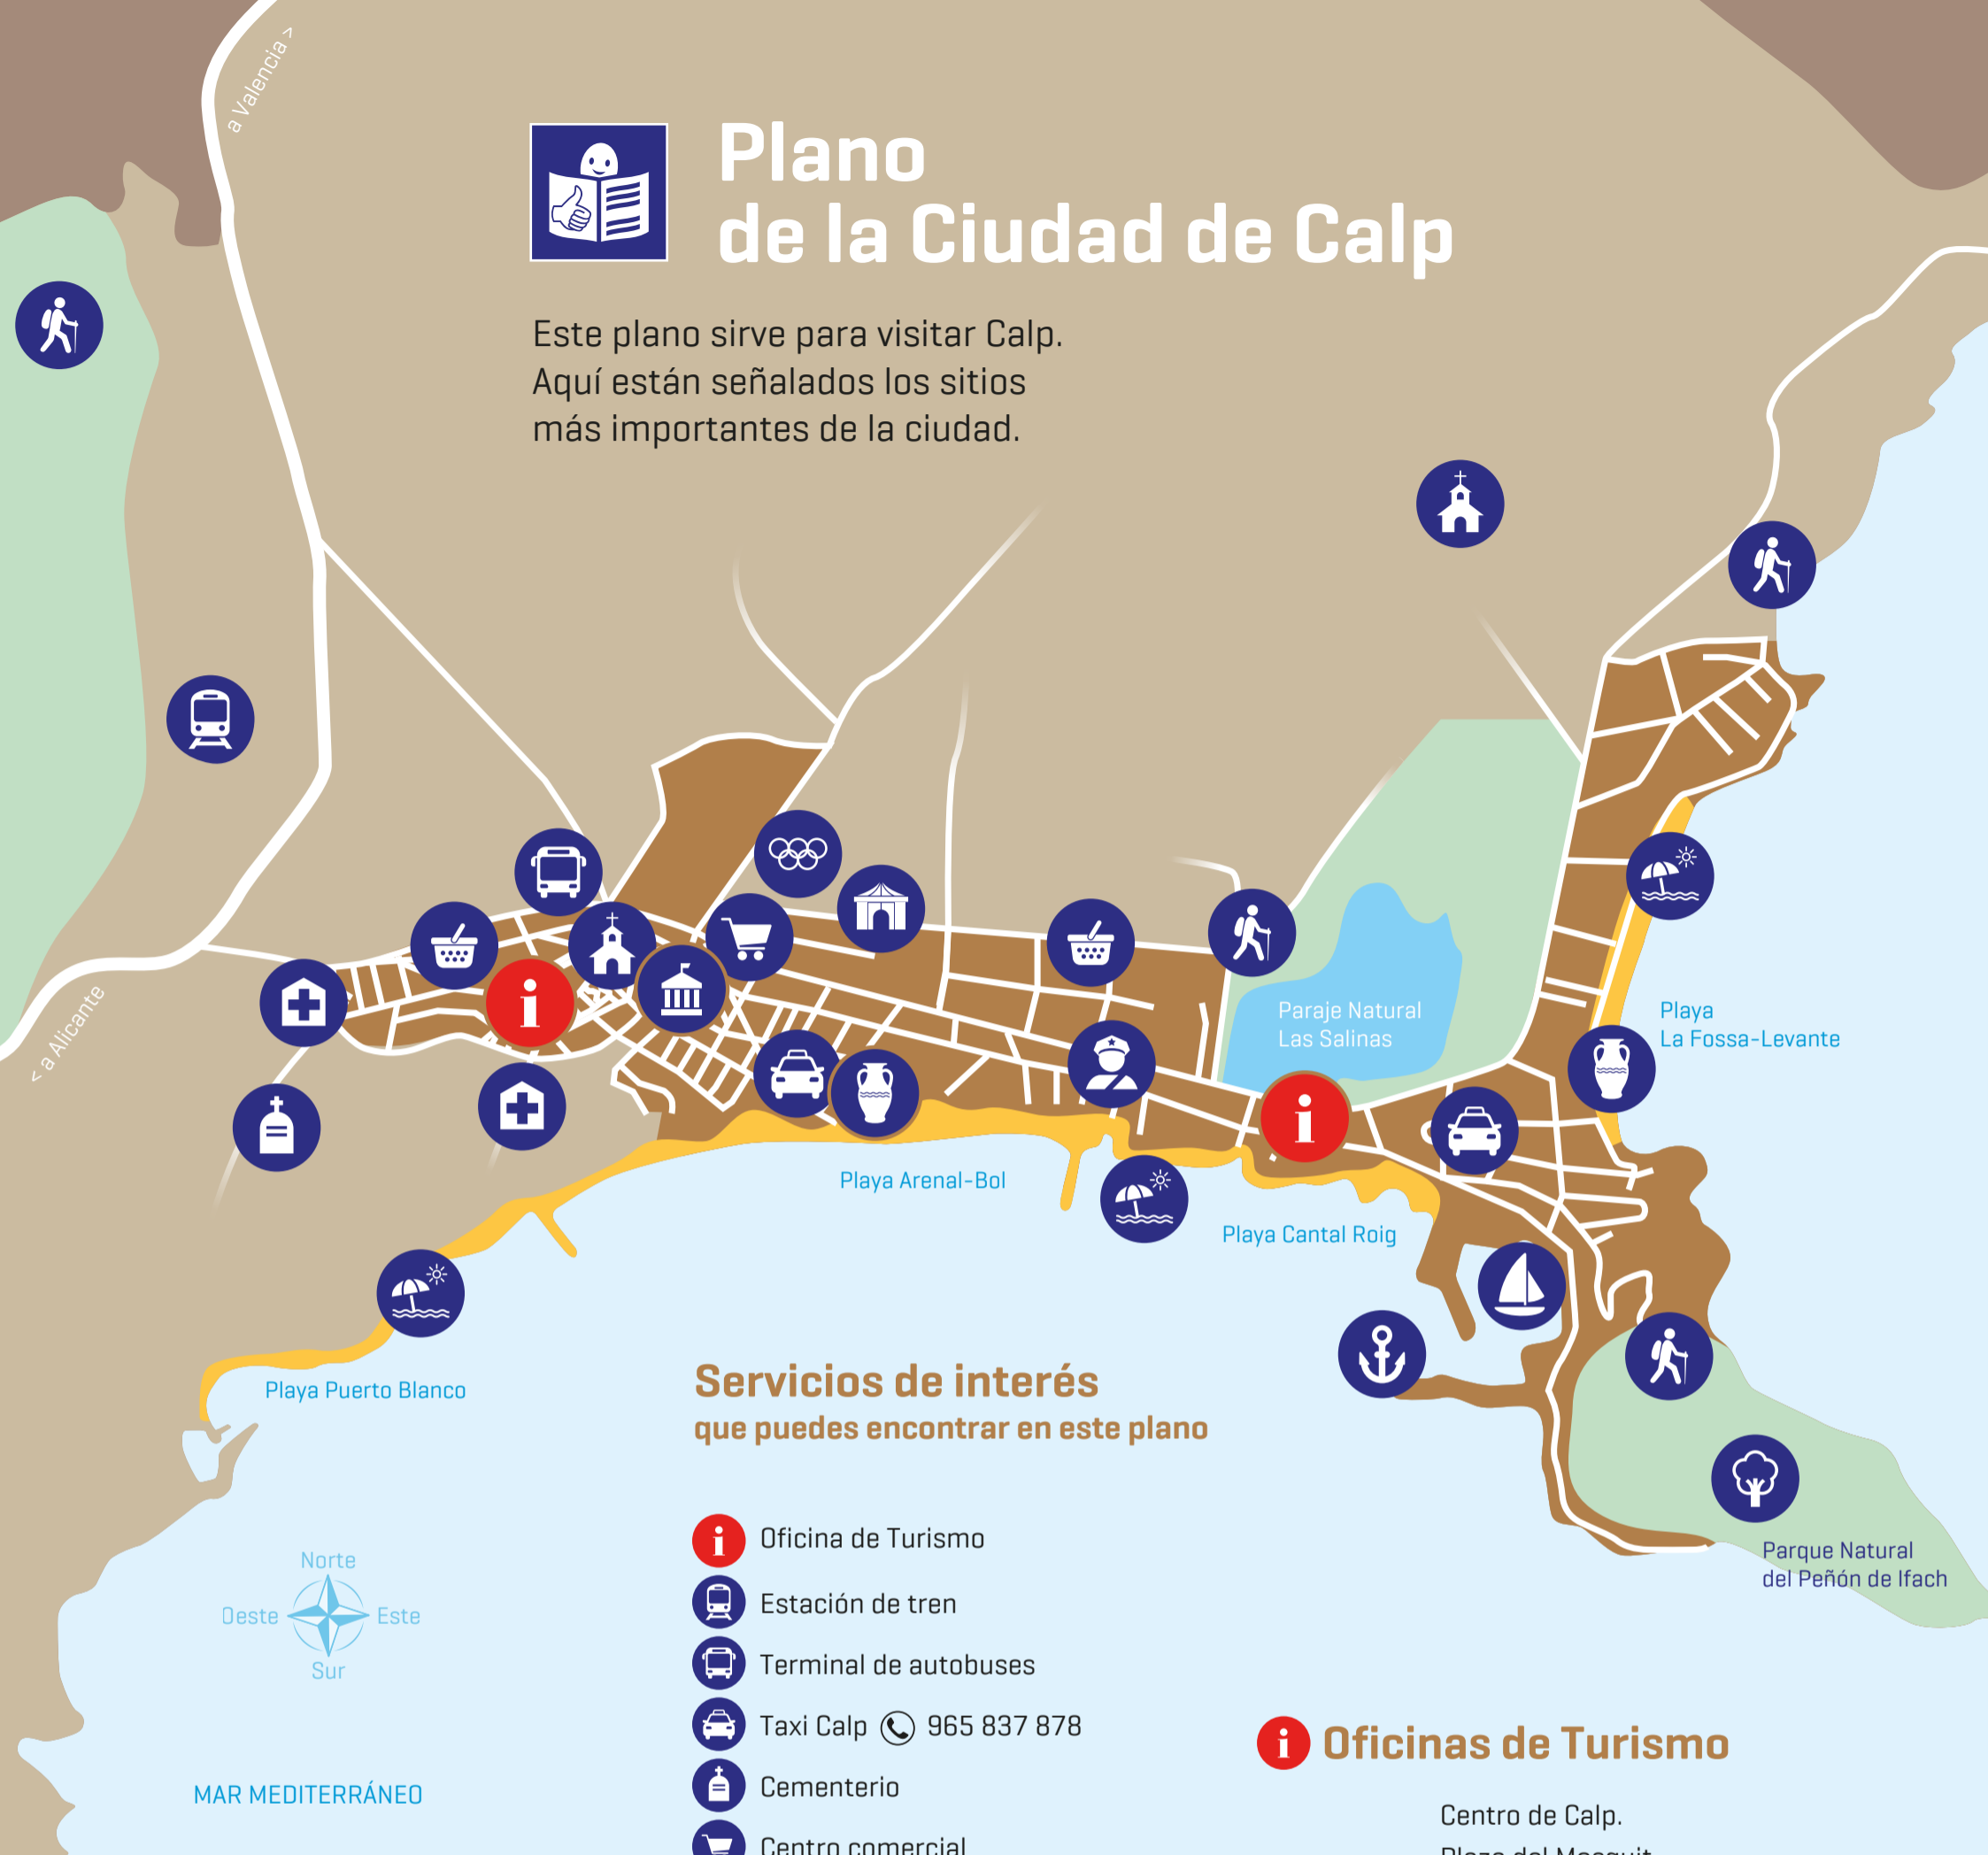 a Valencia >
Plano
de la Ciudad de Calp
Este plano sirve para visitar Calp.
Aquí están señalados los sitios
más importantes de la ciudad.
< a Alicante
Paraje Natural
Las Salinas
Playa
La Fossa-Levante
Playa Arenal-Bol
Playa Cantal Roig
Playa Puerto Blanco
Servicios de interés
que puedes encontrar en este plano
Parque Natural
del Peñón de Ifach
Norte
Oeste
Este
Sur
MAR MEDITERRÁNEO
i Oficina de Turismo
Estación de tren
Terminal de autobuses
Taxi Calp 965 837 878
Cementerio
Centro comercial
i Oficinas de Turismo
Centro de Calp.